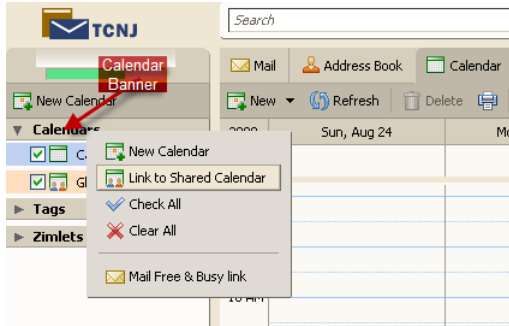 TCNJ
Search
Calendar
Banner
Mail
Address Book
Calendar
New Calendar
New
Refresh
Delete
Calendars
Sun, Aug 24
New Calendar
Link to Shared Calendar
Check All
Clear All
Mail Free & Busy link
Tags
Zimlets